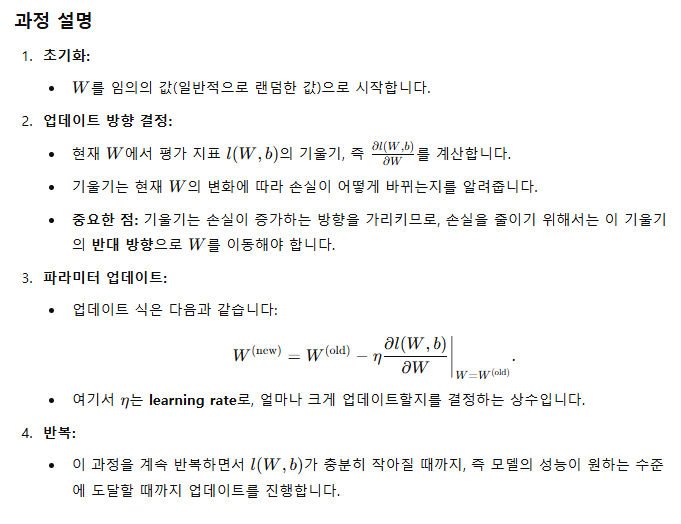 과정 설명
1. 초기화:
• W를 임의의 값(일반적으로 랜덤한 값)으로 시작합니다.
2. 업데이트 방향 결정:
• 현재 W에서 평가 지표 l(W, b)의 기울기, 즉 ∂l(W,b)/∂W를 계산합니다.
• 기울기는 현재 W의 변화에 따라 손실이 어떻게 바뀌는지를 알려줍니다.
• 중요한 점: 기울기는 손실이 증가하는 방향을 가리키므로, 손실을 줄이기 위해서는 이 기울기
의 반대 방향으로 W를 이동해야 합니다.
3. 파라미터 업데이트:
• 업데이트 식은 다음과 같습니다:
W^(new) = W^(old) − η ∂l(W, b)/∂W |_{W=W^(old)}.
• 여기서 η는 learning rate로, 얼마나 크게 업데이트할지를 결정하는 상수입니다.
4. 반복:
• 이 과정을 계속 반복하면서 l(W, b)가 충분히 작아질 때까지, 즉 모델의 성능이 원하는 수준
에 도달할 때까지 업데이트를 진행합니다.